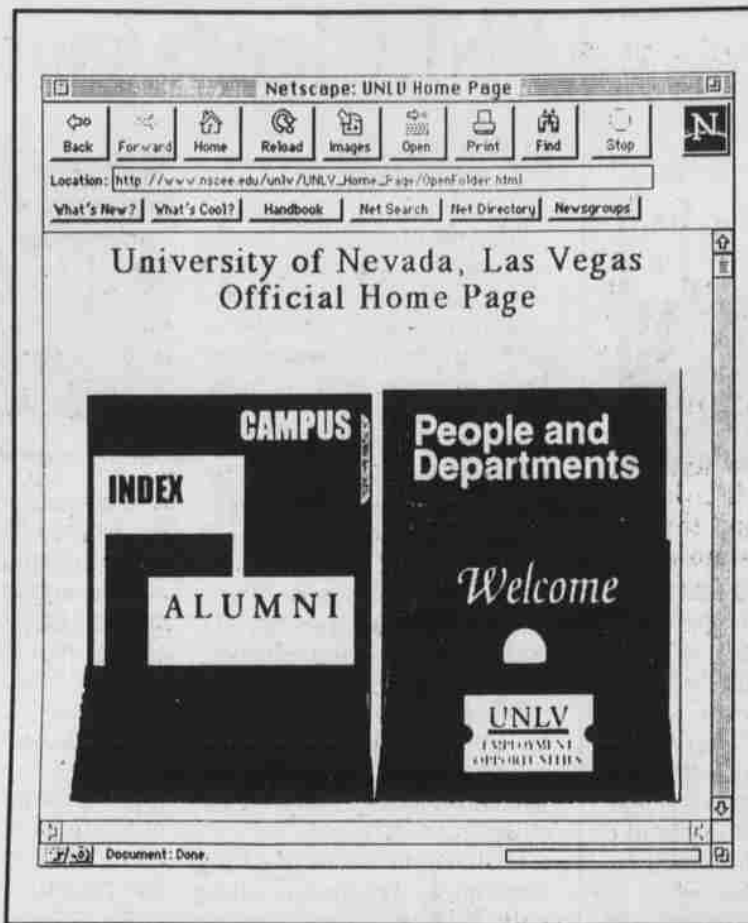 Netscape: UNLV Home Page
Back Forward Home Reload Images Open Print Find Stop
N
Location: http://www.nscee.edu/unlv/UNLV_Home_Page/OpenFolder.html
What's New? What's Cool? Handbook Net Search Net Directory Newsgroups
University of Nevada, Las Vegas
Official Home Page
CAMPUS
INDEX
ALUMNI
People and
Departments
Welcome
UNLV
EMPLOYMENT
OPPORTUNITIES
Document: Done.